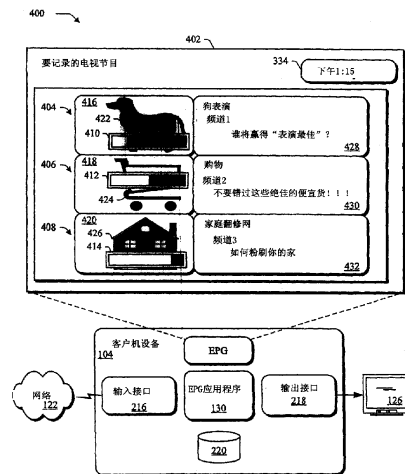 400
402
要记录的电视节目
334
下午1:15
404
416
422
410
狗表演
频道1
谁将赢得“表演最佳”？
428
406
418
412
424
购物
频道2
不要错过这些绝佳的便宜货！！！
430
408
420
426
414
家庭翻修网
频道3
如何粉刷你的家
432
客户机设备
104
EPG
网络
122
输入接口
216
EPG应用程序
130
输出接口
218
126
220